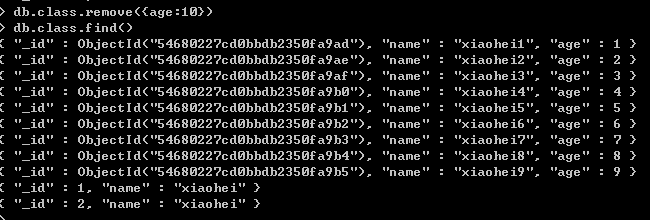 > db.class.remove({age:10})
> db.class.find()
{ "_id" : ObjectId("54680227cd0bbdb2350fa9ad"), "name" : "xiaohei1", "age" : 1 }
{ "_id" : ObjectId("54680227cd0bbdb2350fa9ae"), "name" : "xiaohei2", "age" : 2 }
{ "_id" : ObjectId("54680227cd0bbdb2350fa9af"), "name" : "xiaohei3", "age" : 3 }
{ "_id" : ObjectId("54680227cd0bbdb2350fa9b0"), "name" : "xiaohei4", "age" : 4 }
{ "_id" : ObjectId("54680227cd0bbdb2350fa9b1"), "name" : "xiaohei5", "age" : 5 }
{ "_id" : ObjectId("54680227cd0bbdb2350fa9b2"), "name" : "xiaohei6", "age" : 6 }
{ "_id" : ObjectId("54680227cd0bbdb2350fa9b3"), "name" : "xiaohei7", "age" : 7 }
{ "_id" : ObjectId("54680227cd0bbdb2350fa9b4"), "name" : "xiaohei8", "age" : 8 }
{ "_id" : ObjectId("54680227cd0bbdb2350fa9b5"), "name" : "xiaohei9", "age" : 9 }
{ "_id" : 1, "name" : "xiaohei" }
{ "_id" : 2, "name" : "xiaohei" }
>